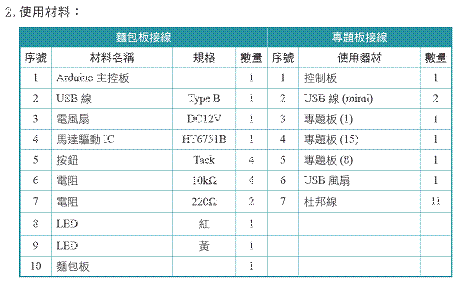 2. 使用材料：
麵包板接線 專題板接線
序號 材料名稱 規格 數量 序號 使用器材 數量
1 Arduino 主控板 1 1 控制板 1
2 USB 線 Type B 1 2 USB 線 (mini) 2
3 電風扇 DC12V 1 3 專題板 (1) 1
4 馬達驅動 IC HT6751B 1 4 專題板 (15) 1
5 按鈕 Tack 4 5 專題板 (8) 1
6 電阻 10kΩ 4 6 USB 風扇 1
7 電阻 220Ω 2 7 杜邦線 11
8 LED 紅 1
9 LED 黃 1
10 麵包板 1